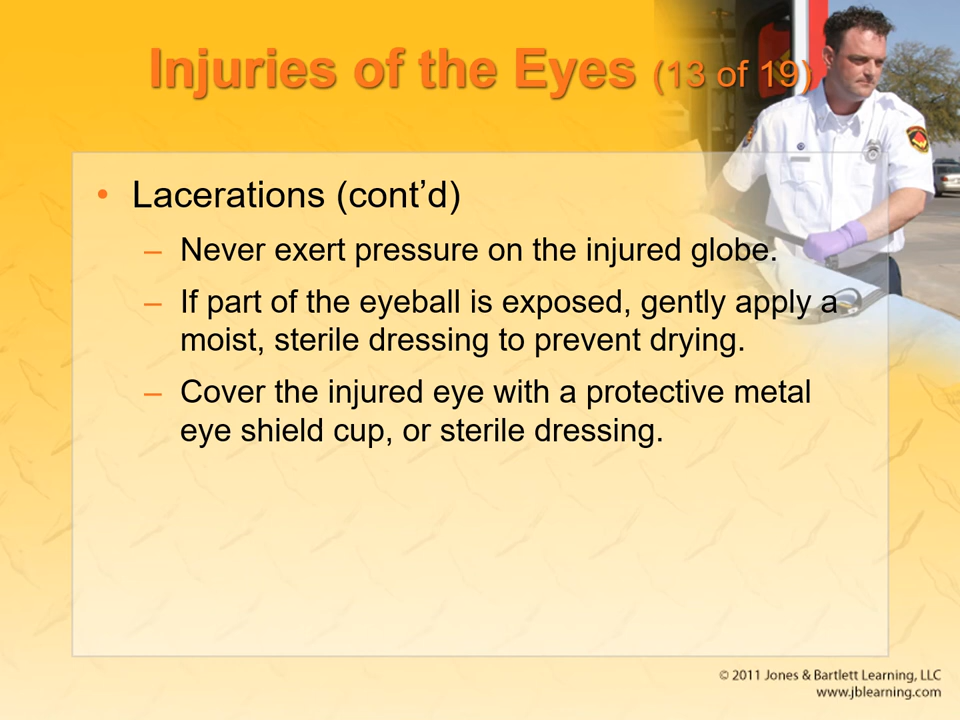 Injuries of the Eyes (13 of 19)
• Lacerations (cont’d)
– Never exert pressure on the injured globe.
– If part of the eyeball is exposed, gently apply a
moist, sterile dressing to prevent drying.
– Cover the injured eye with a protective metal
eye shield cup, or sterile dressing.
© 2011 Jones & Bartlett Learning, LLC
www.jblearning.com